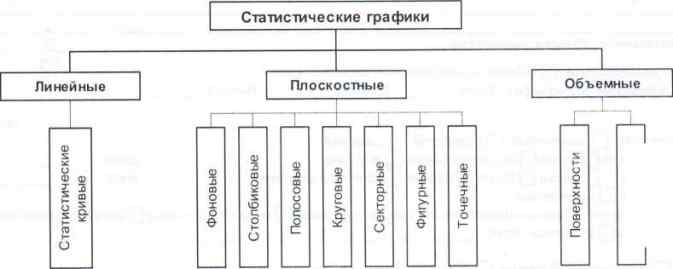 Статистические графики
Линейные
Плоскостные
Объемные
Статистические
кривые
Фоновые
Столбиковые
Полосовые
Круговые
Секторные
Фигурные
Точечные
Поверхности